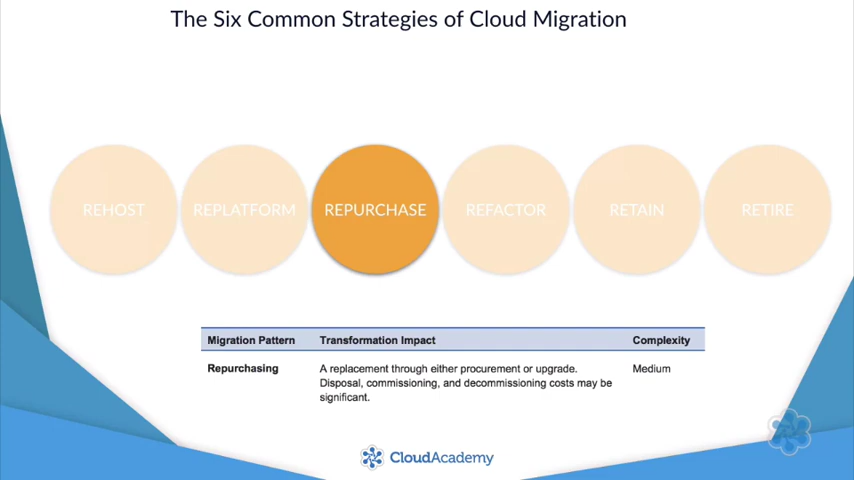 The Six Common Strategies of Cloud Migration
REHOST REPLATFORM REPURCHASE REFACTOR RETAIN RETIRE
Migration Pattern Transformation Impact Complexity
Repurchasing A replacement through either procurement or upgrade. Medium
Disposal, commissioning, and decommissioning costs may be
significant.
CloudAcademy